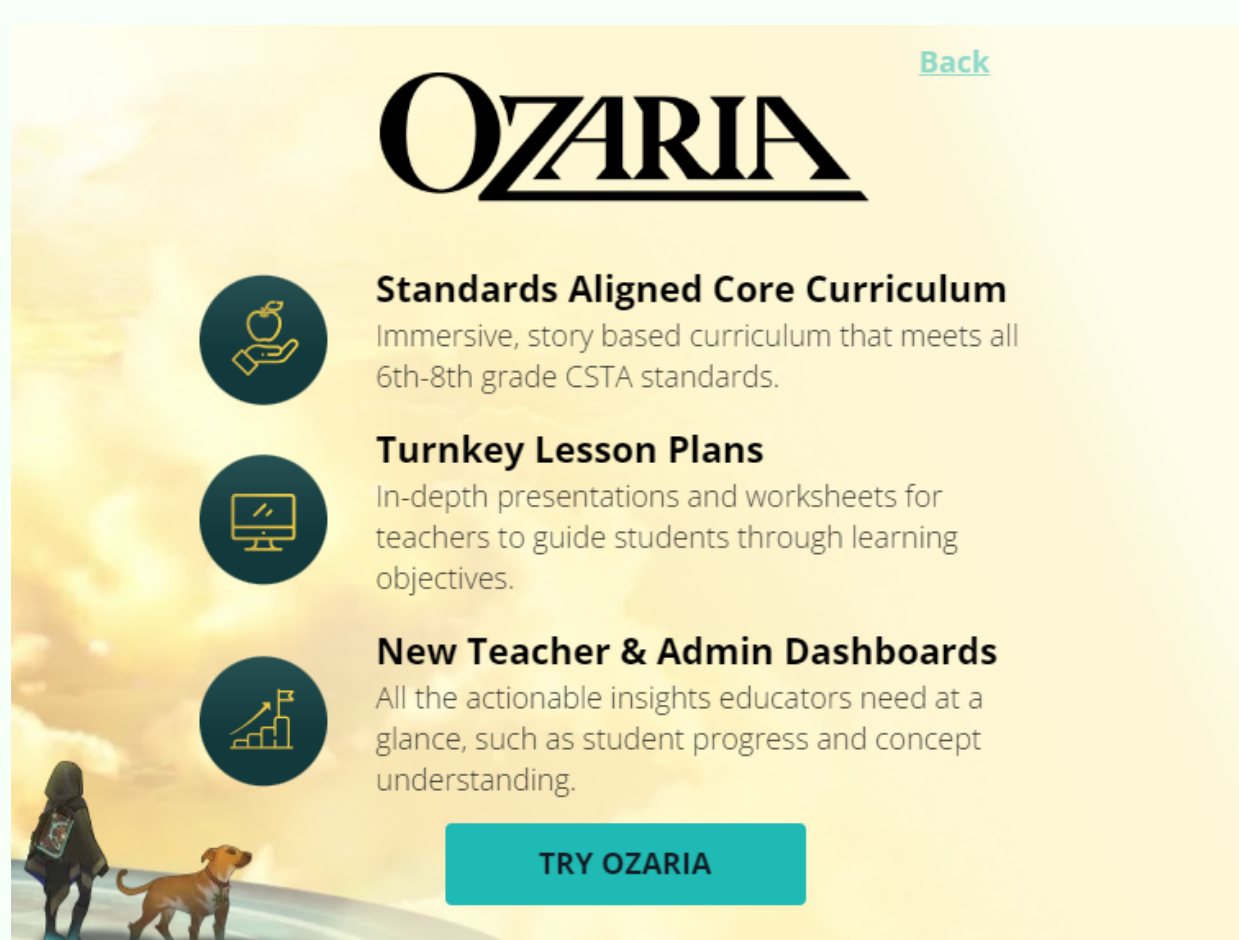 Back
OZARIA
Standards Aligned Core Curriculum
Immersive, story based curriculum that meets all
6th-8th grade CSTA standards.
Turnkey Lesson Plans
In-depth presentations and worksheets for
teachers to guide students through learning
objectives.
New Teacher & Admin Dashboards
All the actionable insights educators need at a
glance, such as student progress and concept
understanding.
TRY OZARIA